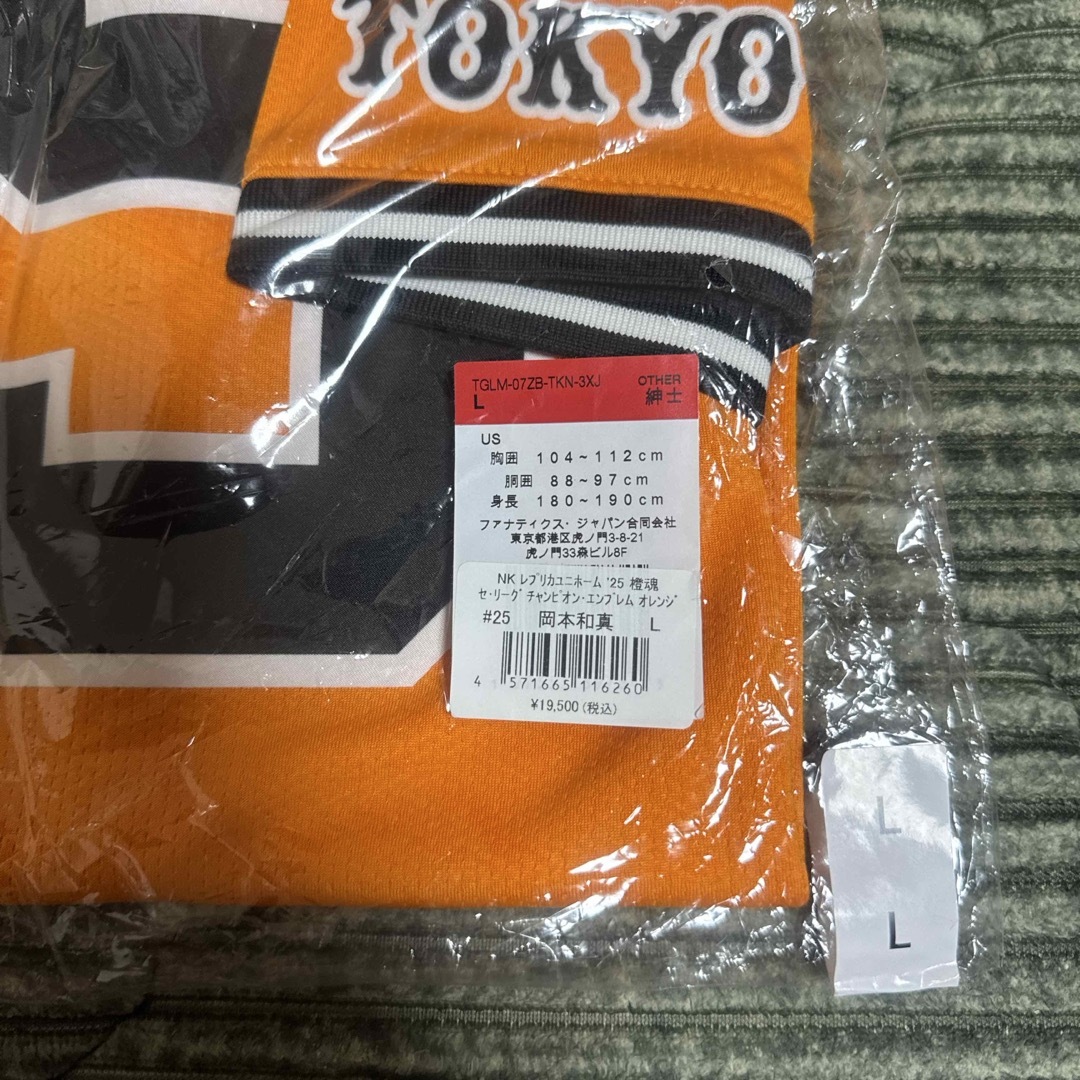 TOKYO
TGLM-07ZB-TKN-3XJ OTHER
L 紳士
US
胸囲 104~112cm
胴囲 88~97cm
身長 180~190cm
ファナティクス・ジャパン合同会社
東京都港区虎ノ門3-8-21
虎ノ門33森ビル8F
NK レプリカユニホーム '25 橙魂
セ・リーグ チャンピオン・エンブレム オレンジ
#25 岡本和真 L
4 571665 116260
¥19,500(税込)
L
L